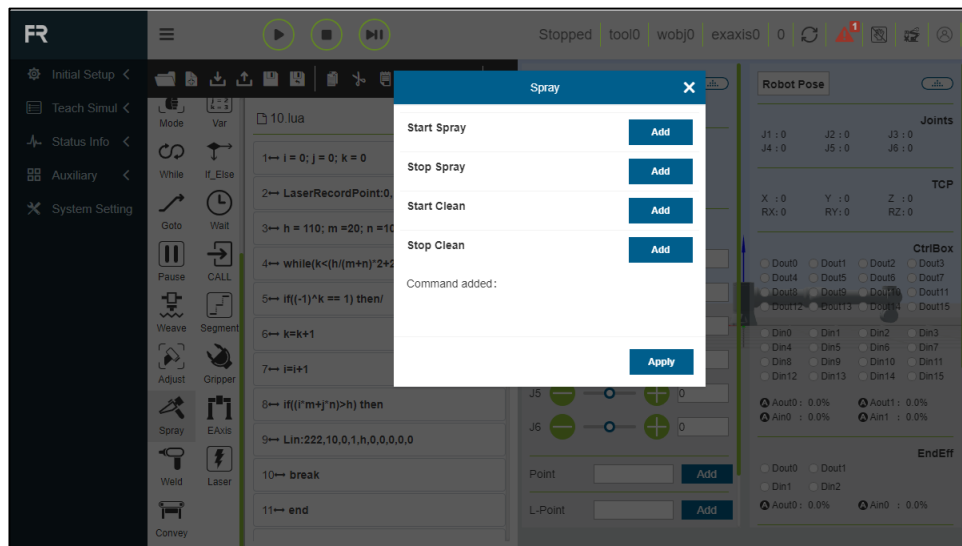 FR
Stopped tool0 wobj0 exaxis0 0 1
Initial Setup
Teach Simul
Status Info
Auxiliary
System Setting
Mode Var
While If_Else
Goto Wait
Pause CALL
Weave Segment
Adjust Gripper
Spray EAxis
Weld Laser
Convey
10.lua
1 i = 0; j = 0; k = 0
2 LaserRecordPoint:0,
3 h = 110; m =20; n =10
4 while(k<(h/(m+n)*2+2
5 if((-1)^k == 1) then/
6 k=k+1
7 i=i+1
8 if((i*m+j*n)>h) then
9 Lin:222,10,0,1,h,0,0,0,0,0
10 break
11 end
Spray
Start Spray Add
Stop Spray Add
Start Clean Add
Stop Clean Add
Command added:
Apply
J5 0
J6 0
Point Add
L-Point Add
Robot Pose
Joints
J1 : 0 J2 : 0 J3 : 0
J4 : 0 J5 : 0 J6 : 0
TCP
X : 0 Y : 0 Z : 0
RX: 0 RY: 0 RZ: 0
CtrlBox
Dout0 Dout1 Dout2 Dout3
Dout4 Dout5 Dout6 Dout7
Dout8 Dout9 Dout10 Dout11
Dout12 Dout13 Dout14 Dout15
Din0 Din1 Din2 Din3
Din4 Din5 Din6 Din7
Din8 Din9 Din10 Din11
Din12 Din13 Din14 Din15
A Aout0 : 0.0% A Aout1 : 0.0%
A Ain0 : 0.0% A Ain1 : 0.0%
EndEff
Dout0 Dout1
Din1 Din2
A Aout0 : 0.0% A Ain0 : 0.0%